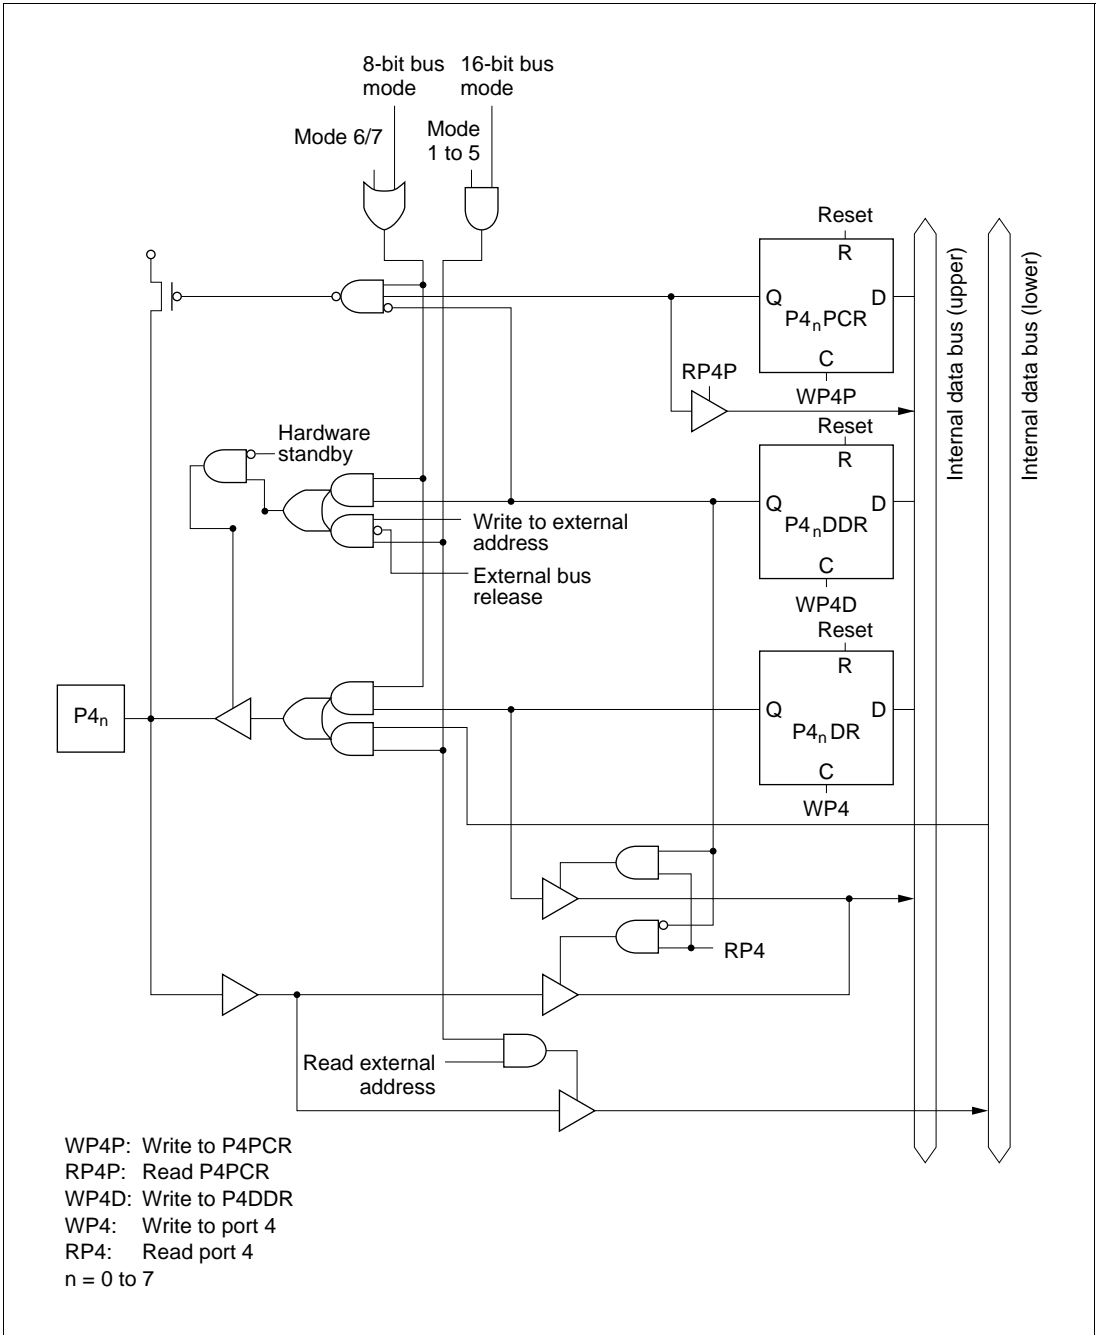 8-bit bus
mode
16-bit bus
mode
Mode 6/7
Mode
1 to 5
Reset
R
Q
D
P4nPCR
C
WP4P
RP4P
Internal data bus (upper)
Internal data bus (lower)
Hardware
standby
Reset
R
Q
D
P4nDDR
C
WP4D
Write to external
address
External bus
release
Reset
R
P4n
Q
D
P4nDR
C
WP4
RP4
Read external
address
WP4P: Write to P4PCR
RP4P: Read P4PCR
WP4D: Write to P4DDR
WP4: Write to port 4
RP4: Read port 4
n = 0 to 7